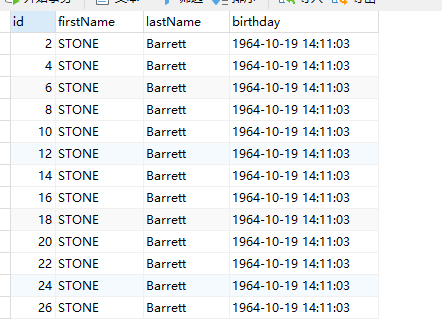 id firstName lastName birthday
2 STONE Barrett 1964-10-19 14:11:03
4 STONE Barrett 1964-10-19 14:11:03
6 STONE Barrett 1964-10-19 14:11:03
8 STONE Barrett 1964-10-19 14:11:03
10 STONE Barrett 1964-10-19 14:11:03
12 STONE Barrett 1964-10-19 14:11:03
14 STONE Barrett 1964-10-19 14:11:03
16 STONE Barrett 1964-10-19 14:11:03
18 STONE Barrett 1964-10-19 14:11:03
20 STONE Barrett 1964-10-19 14:11:03
22 STONE Barrett 1964-10-19 14:11:03
24 STONE Barrett 1964-10-19 14:11:03
26 STONE Barrett 1964-10-19 14:11:03